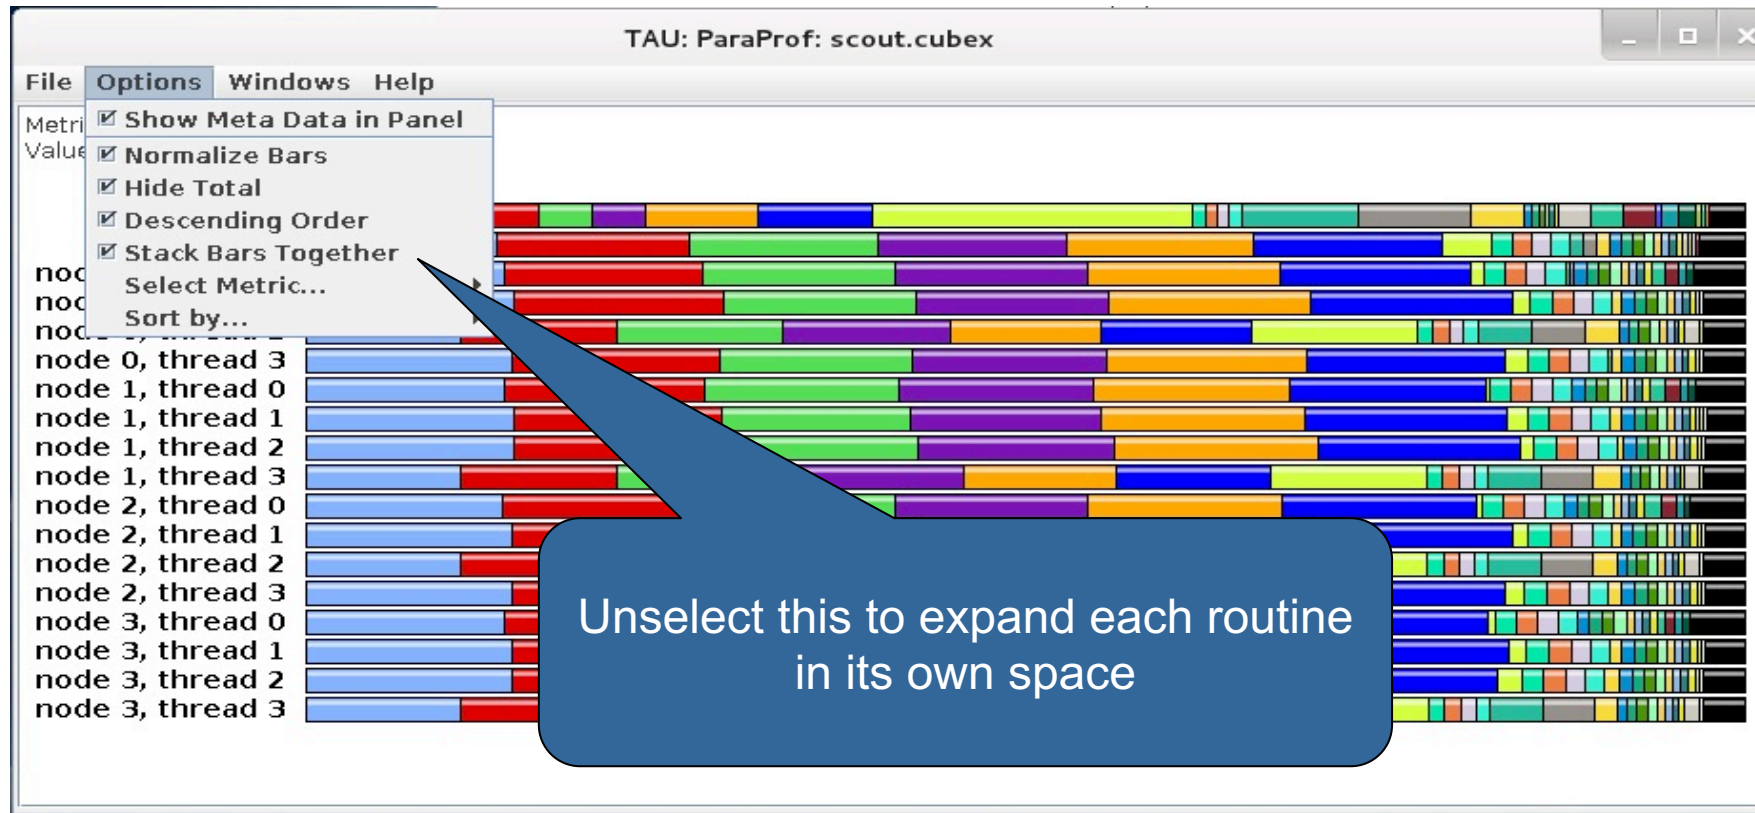 TAU: ParaProf: scout.cubex
File Options Windows Help
Show Meta Data in Panel
Normalize Bars
Hide Total
Descending Order
Stack Bars Together
Select Metric...
Sort by...
node 0, thread 3
node 1, thread 0
node 1, thread 1
node 1, thread 2
node 1, thread 3
node 2, thread 0
node 2, thread 1
node 2, thread 2
node 2, thread 3
node 3, thread 0
node 3, thread 1
node 3, thread 2
node 3, thread 3
Unselect this to expand each routine
in its own space